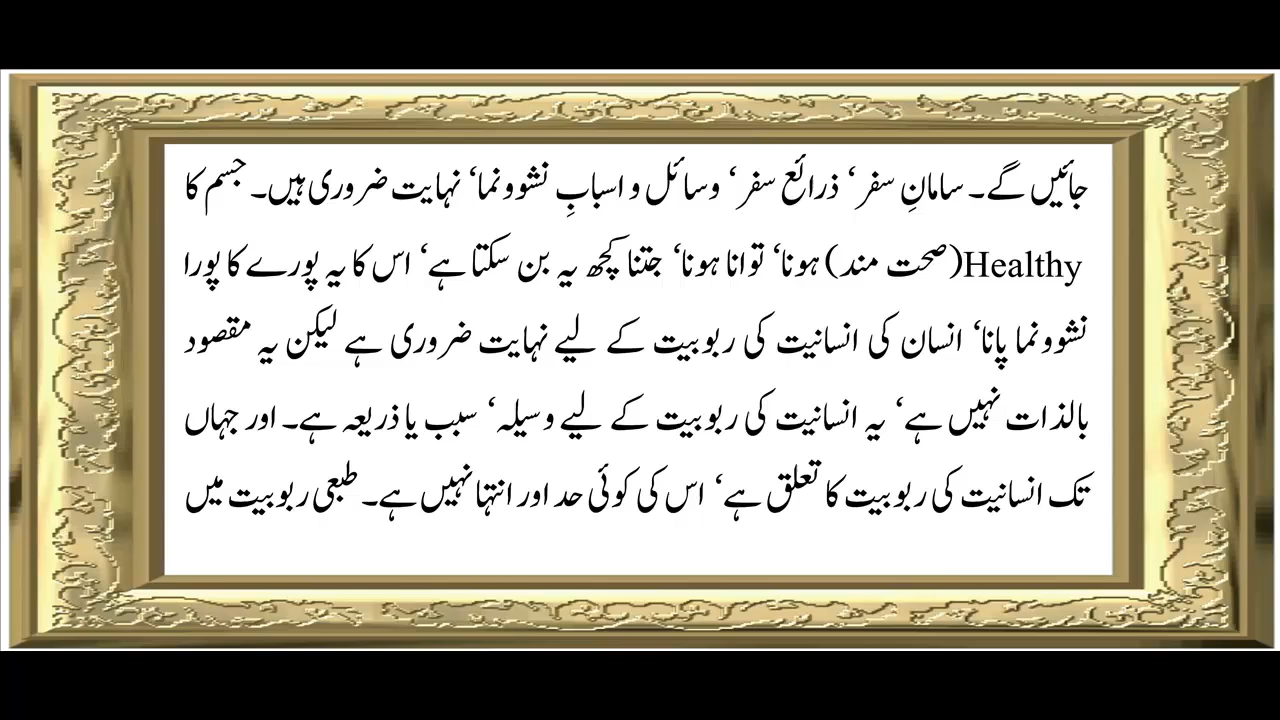 جائیں گے۔ سامانِ سفر‘ ذرائع سفر‘ وسائل و اسبابِ نشوونما‘ نہایت ضروری ہیں۔ جسم کا
Healthy(صحت مند) ہونا‘ توانا ہونا‘ جتنا کچھ یہ بن سکتا ہے‘ اس کا یہ پورے کا پورا
نشوونما پانا‘ انسان کی انسانیت کی ربوبیت کے لیے نہایت ضروری ہے لیکن یہ مقصود
بالذات نہیں ہے‘ یہ انسانیت کی ربوبیت کے لیے وسیلہ‘ سبب یا ذریعہ ہے۔ اور جہاں
تک انسانیت کی ربوبیت کا تعلق ہے‘ اس کی کوئی حد اور انتہا نہیں ہے۔ طبعی ربوبیت میں